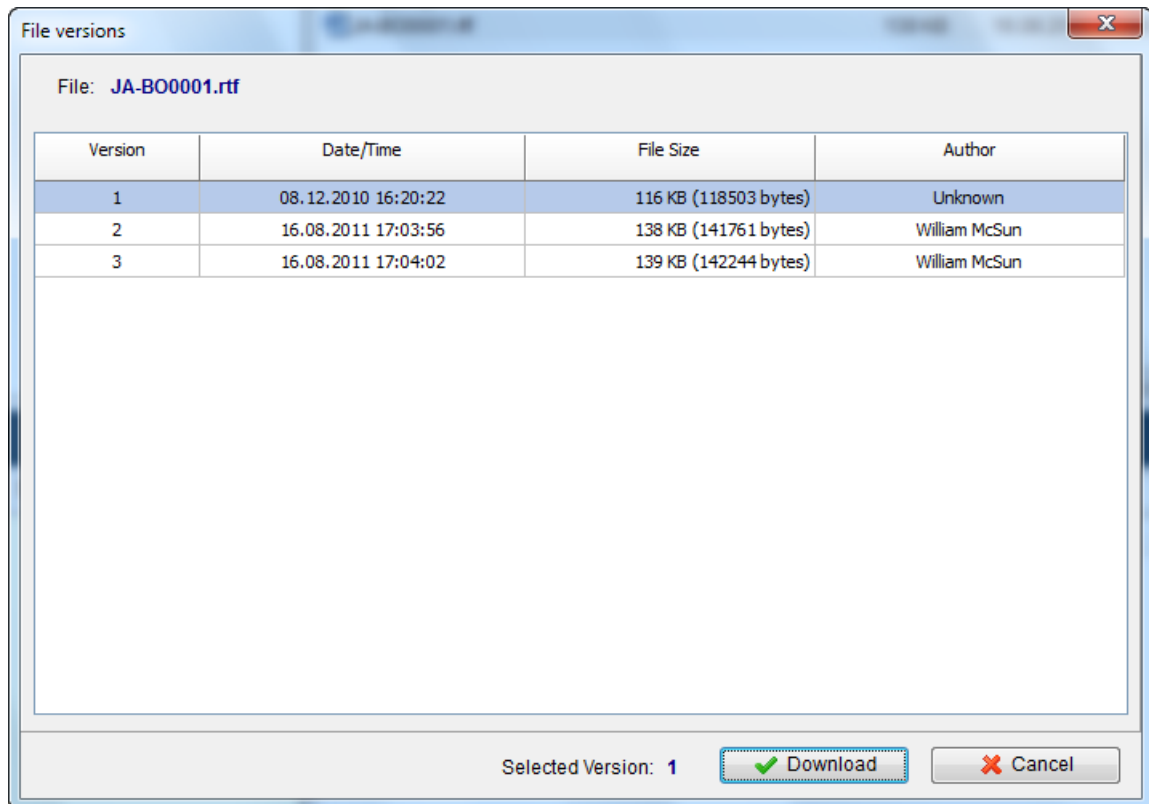 File versions
File: JA-BO0001.rtf
Version Date/Time File Size Author
1 08.12.2010 16:20:22 116 KB (118503 bytes) Unknown
2 16.08.2011 17:03:56 138 KB (141761 bytes) William McSun
3 16.08.2011 17:04:02 139 KB (142244 bytes) William McSun
Selected Version: 1 Download Cancel